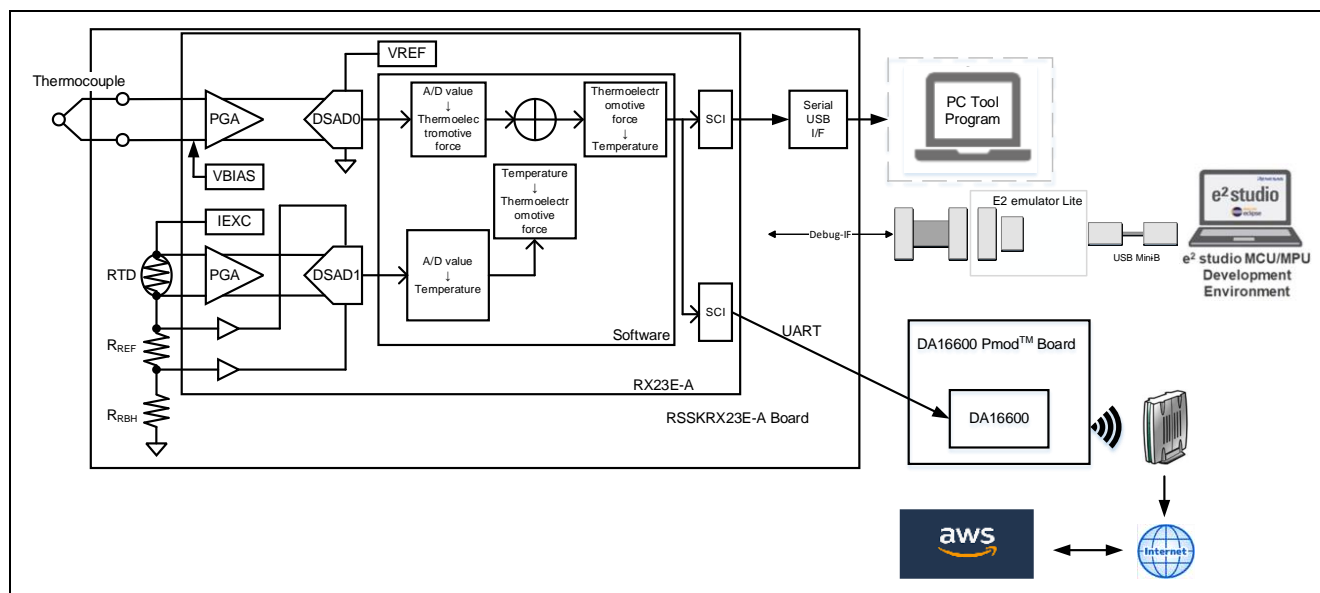 Thermocouple
PGA
DSAD0
VREF
VBIAS
A/D value
↓
Thermoelec
tromotive
force
Thermoelectr
omotive
force
↓
Temperature
SCI
Serial
USB
I/F
PC Tool
Program
Temperature
↓
Thermoelectr
omotive
force
IEXC
RTD
PGA
DSAD1
A/D value
↓
Temperature
RREF
RRBH
Software
SCI
RX23E-A
RSSKRX23E-A Board
UART
Debug-IF
E2 emulator Lite
USB Mini-B
RENESAS
e² studio
eclipse
e² studio MCU/MPU
Development
Environment
DA16600 Pmod™ Board
DA16600
aws
Internet